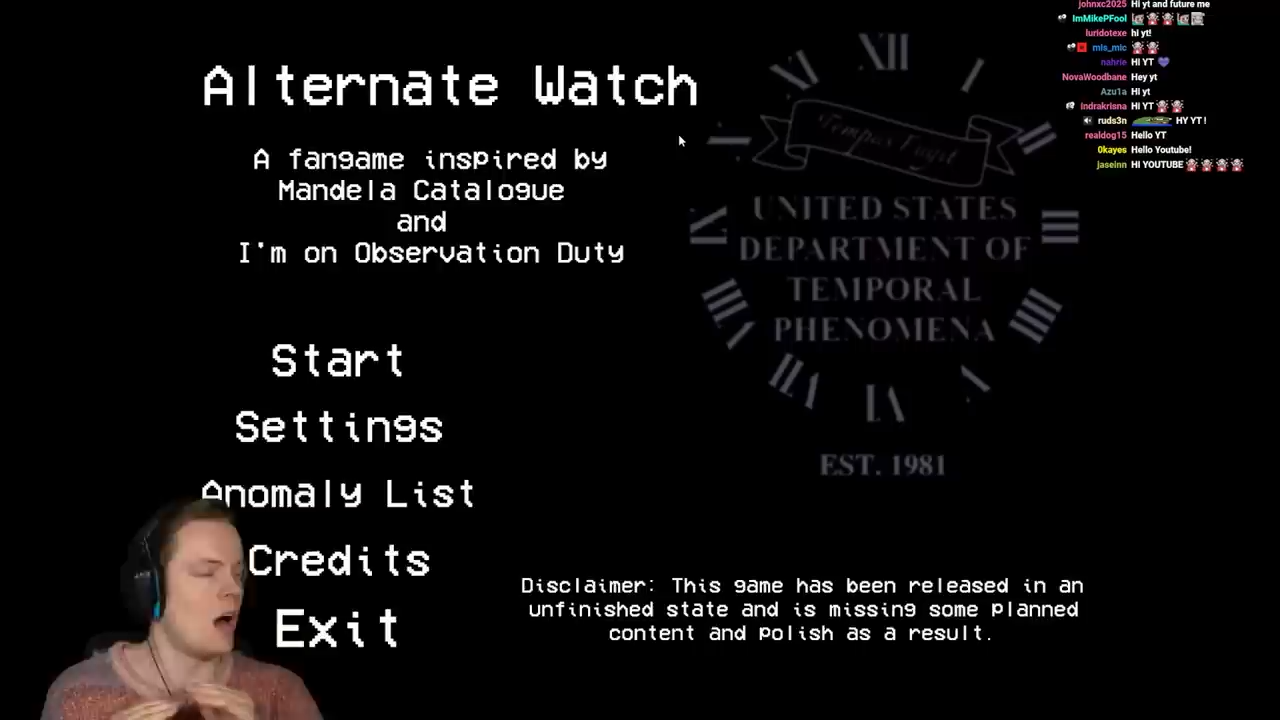 johnxc2025 Hi yt and future me
ImMikePFool
luridotexe hi yt!
mis_mic
nahrie HI YT
NovaWoodbane Hey yt
Azu1a Hi yt
Indrakrisna HI YT
ruds3n HY YT !
realdog15 Hello YT
0kayes Hello Youtube!
jaseinn HI YOUTUBE
Alternate Watch
A fangame inspired by
Mandela Catalogue
and
I'm on Observation Duty
Start
Settings
Anomaly List
Credits
Exit
XII
Tempus Fugit
UNITED STATES
DEPARTMENT OF
TEMPORAL
PHENOMENA
EST. 1981
Disclaimer: This game has been released in an
unfinished state and is missing some planned
content and polish as a result.